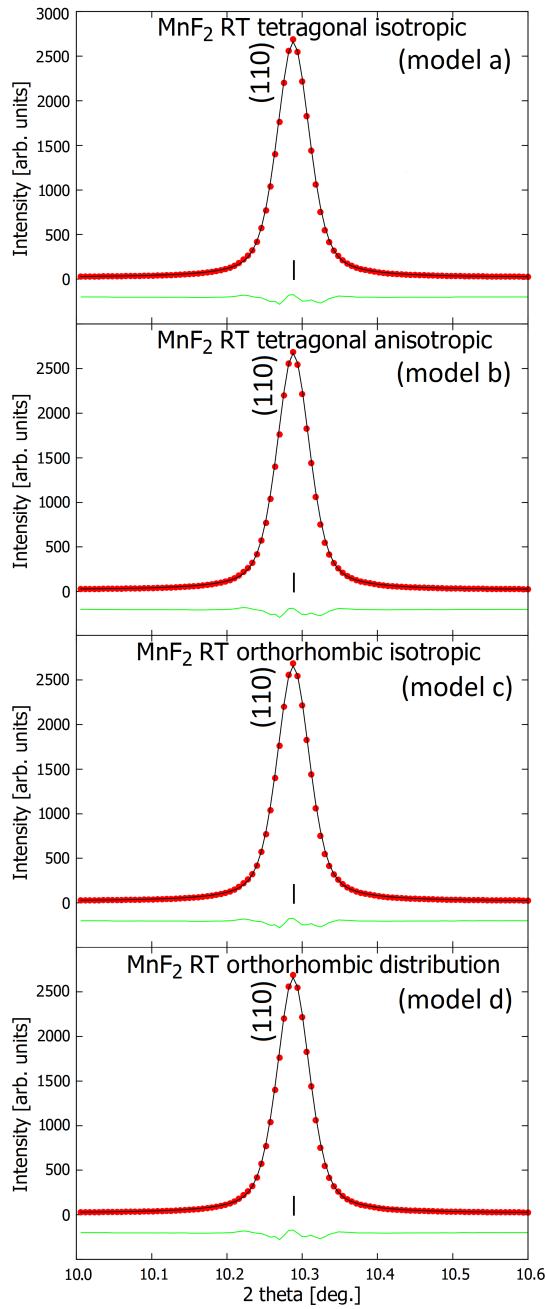 MnF2 RT tetragonal isotropic
(model a)
(110)
Intensity [arb. units]
3000
2500
2000
1500
1000
500
0
MnF2 RT tetragonal anisotropic
(model b)
(110)
Intensity [arb. units]
2500
2000
1500
1000
500
0
MnF2 RT orthorhombic isotropic
(model c)
(110)
Intensity [arb. units]
2500
2000
1500
1000
500
0
MnF2 RT orthorhombic distribution
(model d)
(110)
Intensity [arb. units]
2500
2000
1500
1000
500
0
10.0 10.1 10.2 10.3 10.4 10.5 10.6
2 theta [deg.]